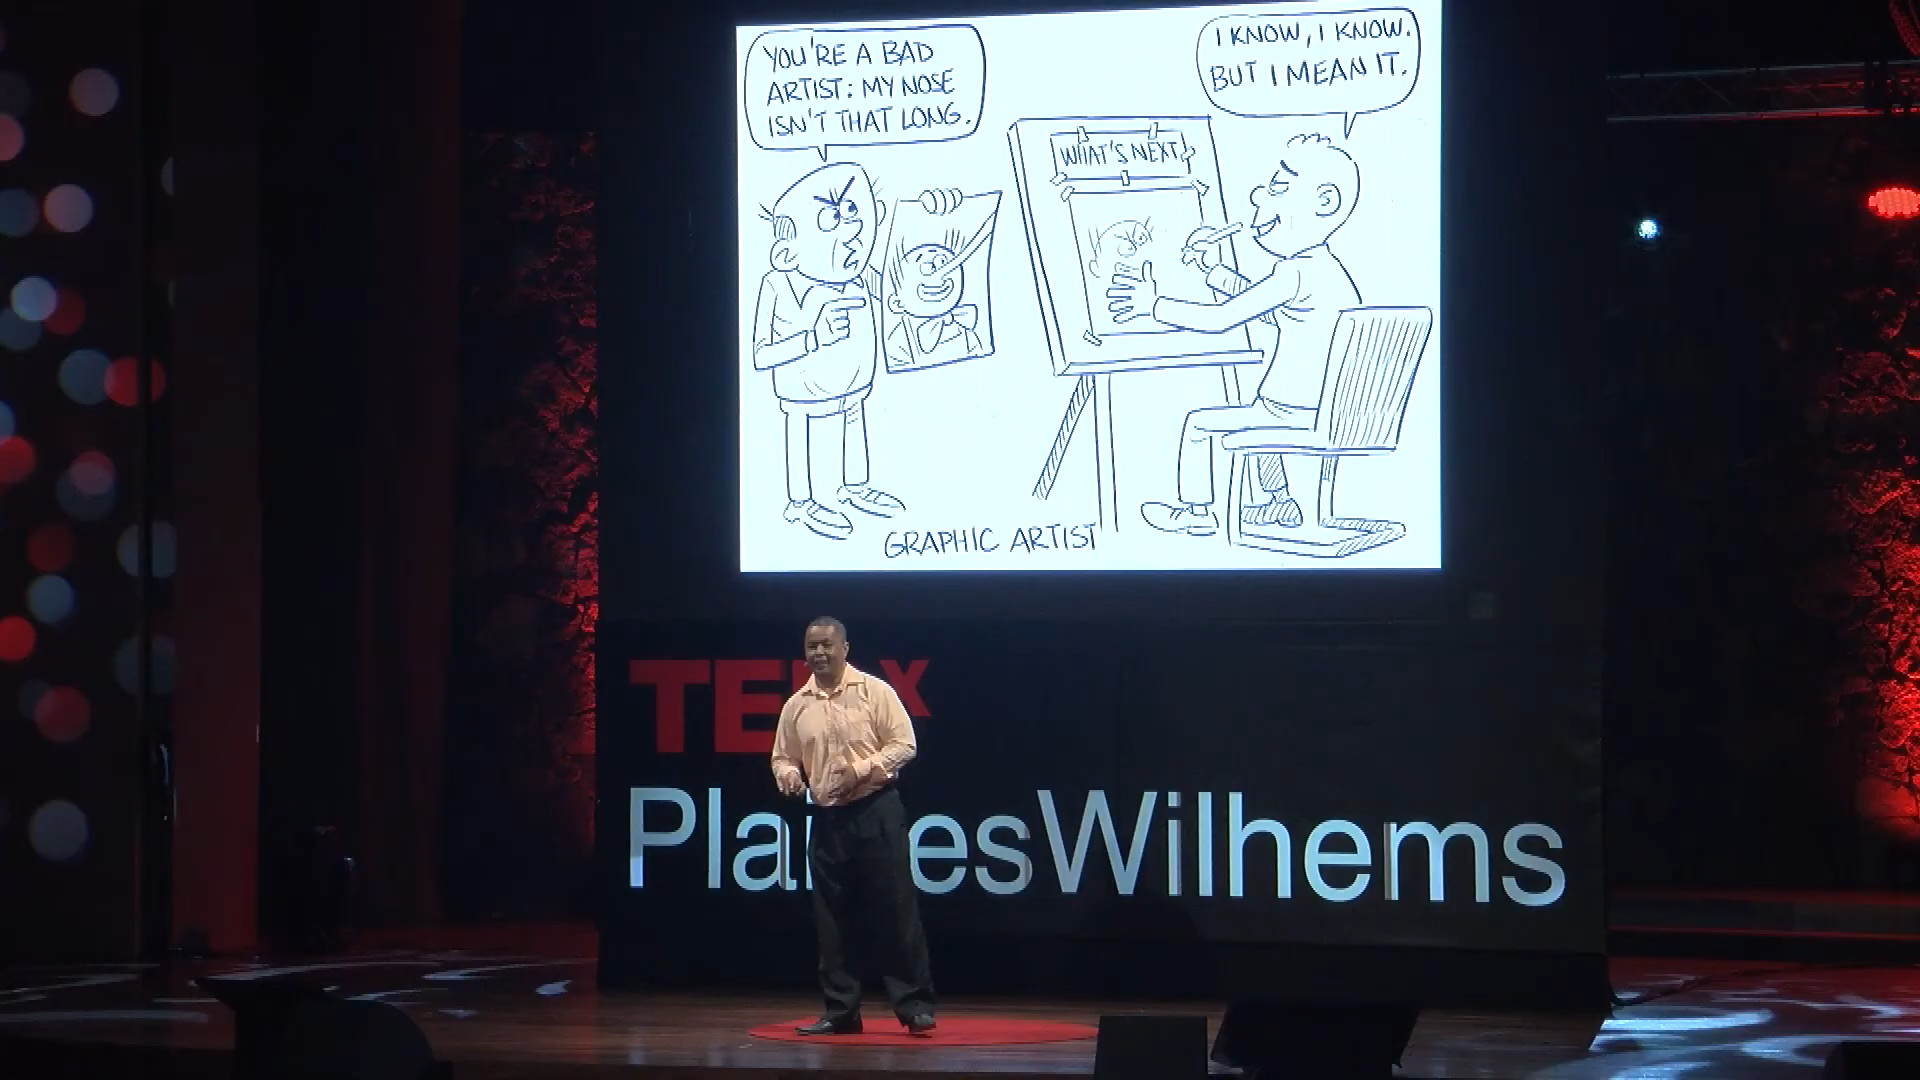 YOU'RE A BAD
ARTIST: MY NOSE
ISN'T THAT LONG.
I KNOW, I KNOW.
BUT I MEAN IT.
WHAT'S NEXT
GRAPHIC ARTIST
TEDx
PlainesWilhems